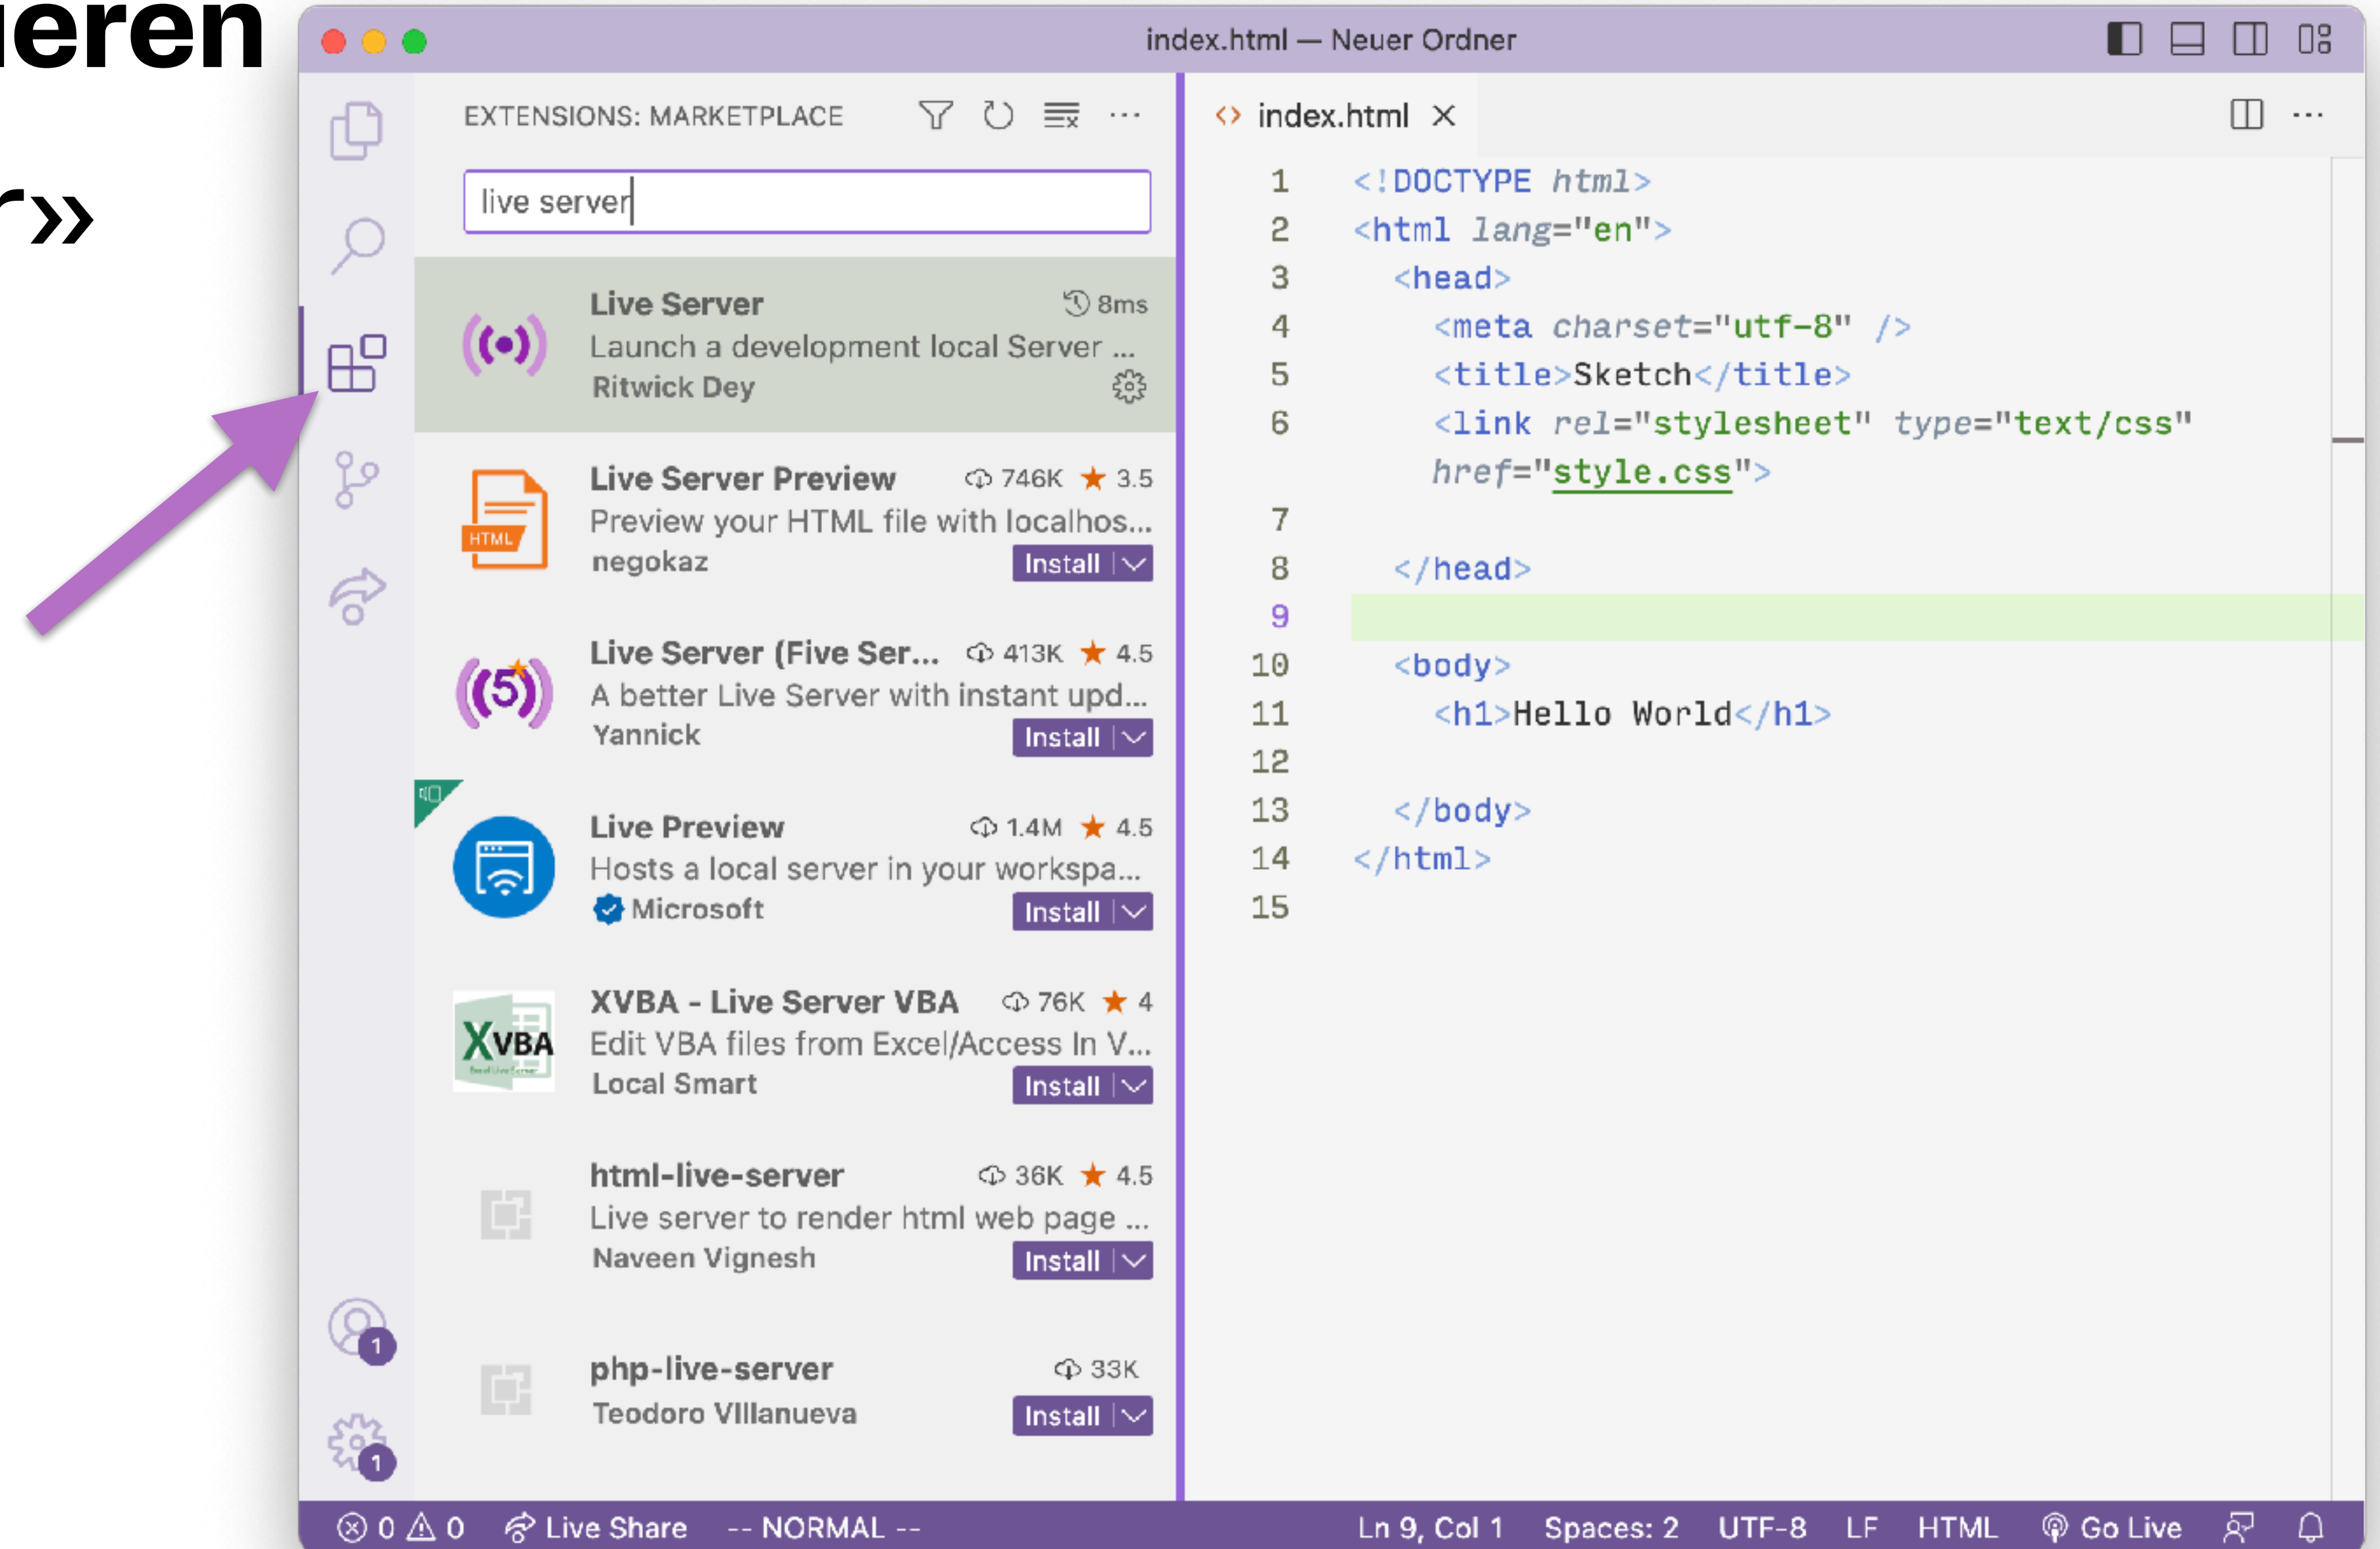 ieren
r»
index.html — Neuer Ordner
EXTENSIONS: MARKETPLACE
live server
Live Server 8ms
Launch a development local Server ...
Ritwick Dey
Live Server Preview 746K ★ 3.5
Preview your HTML file with localhos...
HTML
negokaz Install
Live Server (Five Ser... 413K ★ 4.5
A better Live Server with instant upd...
5
Yannick Install
Live Preview 1.4M ★ 4.5
Hosts a local server in your workspa...
Microsoft Install
XVBA - Live Server VBA 76K ★ 4
Edit VBA files from Excel/Access In V...
XVBA
Excel Live Server
Local Smart Install
html-live-server 36K ★ 4.5
Live server to render html web page ...
Naveen Vignesh Install
php-live-server 33K
Teodoro VIllanueva Install
1
1
index.html
1 <!DOCTYPE html>
2 <html lang="en">
3 <head>
4 <meta charset="utf-8" />
5 <title>Sketch</title>
6 <link rel="stylesheet" type="text/css"
href="style.css">
7
8 </head>
9
10 <body>
11 <h1>Hello World</h1>
12
13 </body>
14 </html>
15
0 0 Live Share -- NORMAL -- Ln 9, Col 1 Spaces: 2 UTF-8 LF HTML Go Live